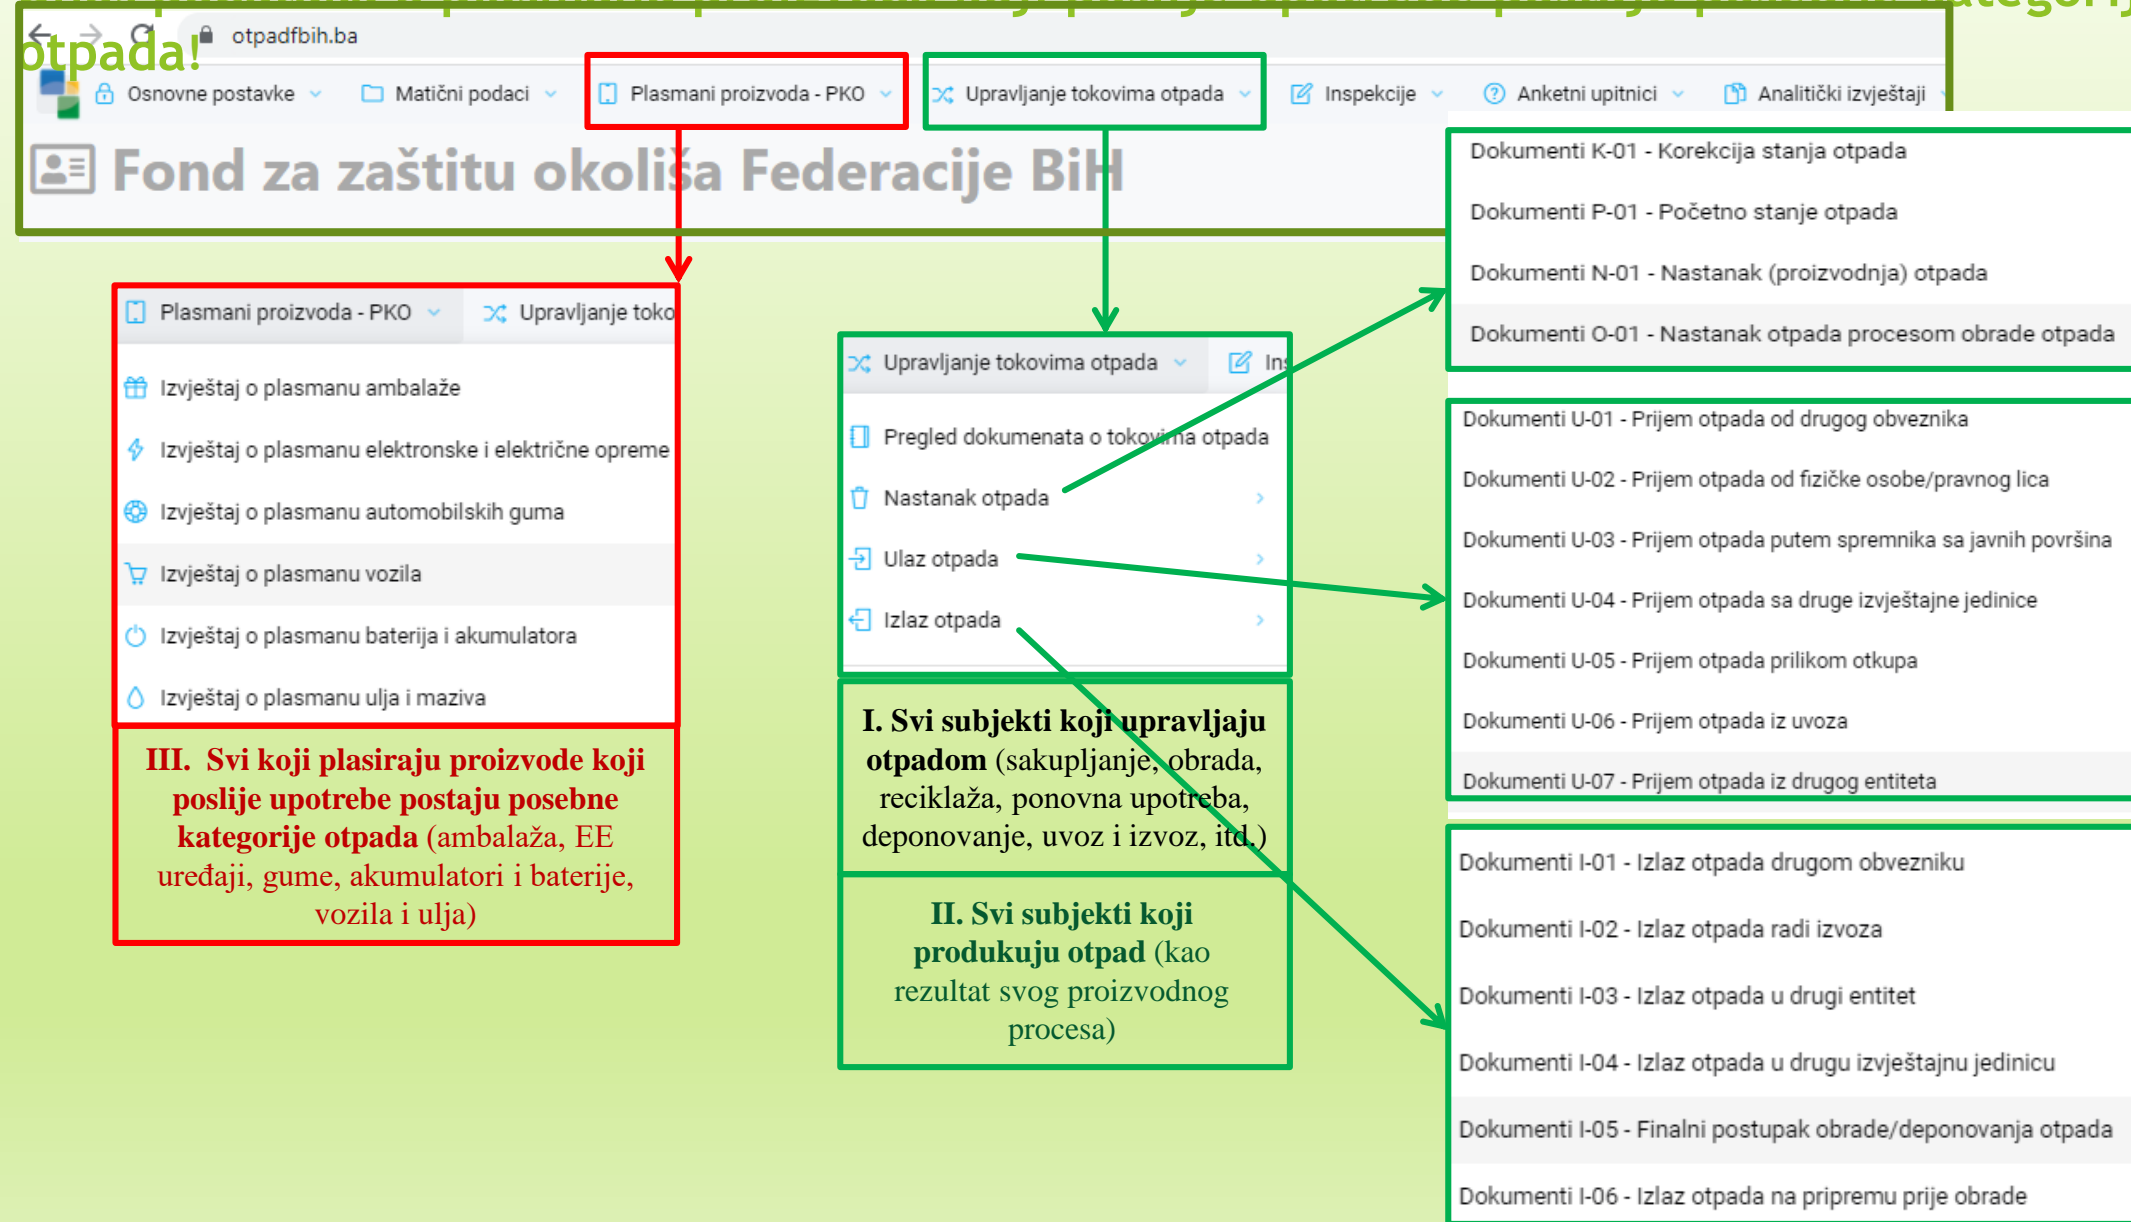 kategorij
otpada!
otpadfbih.ba
Osnovne postavke
Matični podaci
Plasmani proizvoda - PKO
Upravljanje tokovima otpada
Inspekcije
Anketni upitnici
Analitički izvještaji
Fond za zaštitu okoliša Federacije BiH
Plasmani proizvoda - PKO
Upravljanje toko
Izvještaj o plasmanu ambalaže
Izvještaj o plasmanu elektronske i električne opreme
Izvještaj o plasmanu automobilskih guma
Izvještaj o plasmanu vozila
Izvještaj o plasmanu baterija i akumulatora
Izvještaj o plasmanu ulja i maziva
III. Svi koji plasiraju proizvode koji
poslije upotrebe postaju posebne
kategorije otpada (ambalaža, EE
uređaji, gume, akumulatori i baterije,
vozila i ulja)
Upravljanje tokovima otpada
Ins
Pregled dokumenata o tokovima otpada
Nastanak otpada
Ulaz otpada
Izlaz otpada
I. Svi subjekti koji upravljaju
otpadom (sakupljanje, obrada,
reciklaža, ponovna upotreba,
deponovanje, uvoz i izvoz, itd.)
II. Svi subjekti koji
produkuju otpad (kao
rezultat svog proizvodnog
procesa)
Dokumenti K-01 - Korekcija stanja otpada
Dokumenti P-01 - Početno stanje otpada
Dokumenti N-01 - Nastanak (proizvodnja) otpada
Dokumenti O-01 - Nastanak otpada procesom obrade otpada
Dokumenti U-01 - Prijem otpada od drugog obveznika
Dokumenti U-02 - Prijem otpada od fizičke osobe/pravnog lica
Dokumenti U-03 - Prijem otpada putem spremnika sa javnih površina
Dokumenti U-04 - Prijem otpada sa druge izvještajne jedinice
Dokumenti U-05 - Prijem otpada prilikom otkupa
Dokumenti U-06 - Prijem otpada iz uvoza
Dokumenti U-07 - Prijem otpada iz drugog entiteta
Dokumenti I-01 - Izlaz otpada drugom obvezniku
Dokumenti I-02 - Izlaz otpada radi izvoza
Dokumenti I-03 - Izlaz otpada u drugi entitet
Dokumenti I-04 - Izlaz otpada u drugu izvještajnu jedinicu
Dokumenti I-05 - Finalni postupak obrade/deponovanja otpada
Dokumenti I-06 - Izlaz otpada na pripremu prije obrade